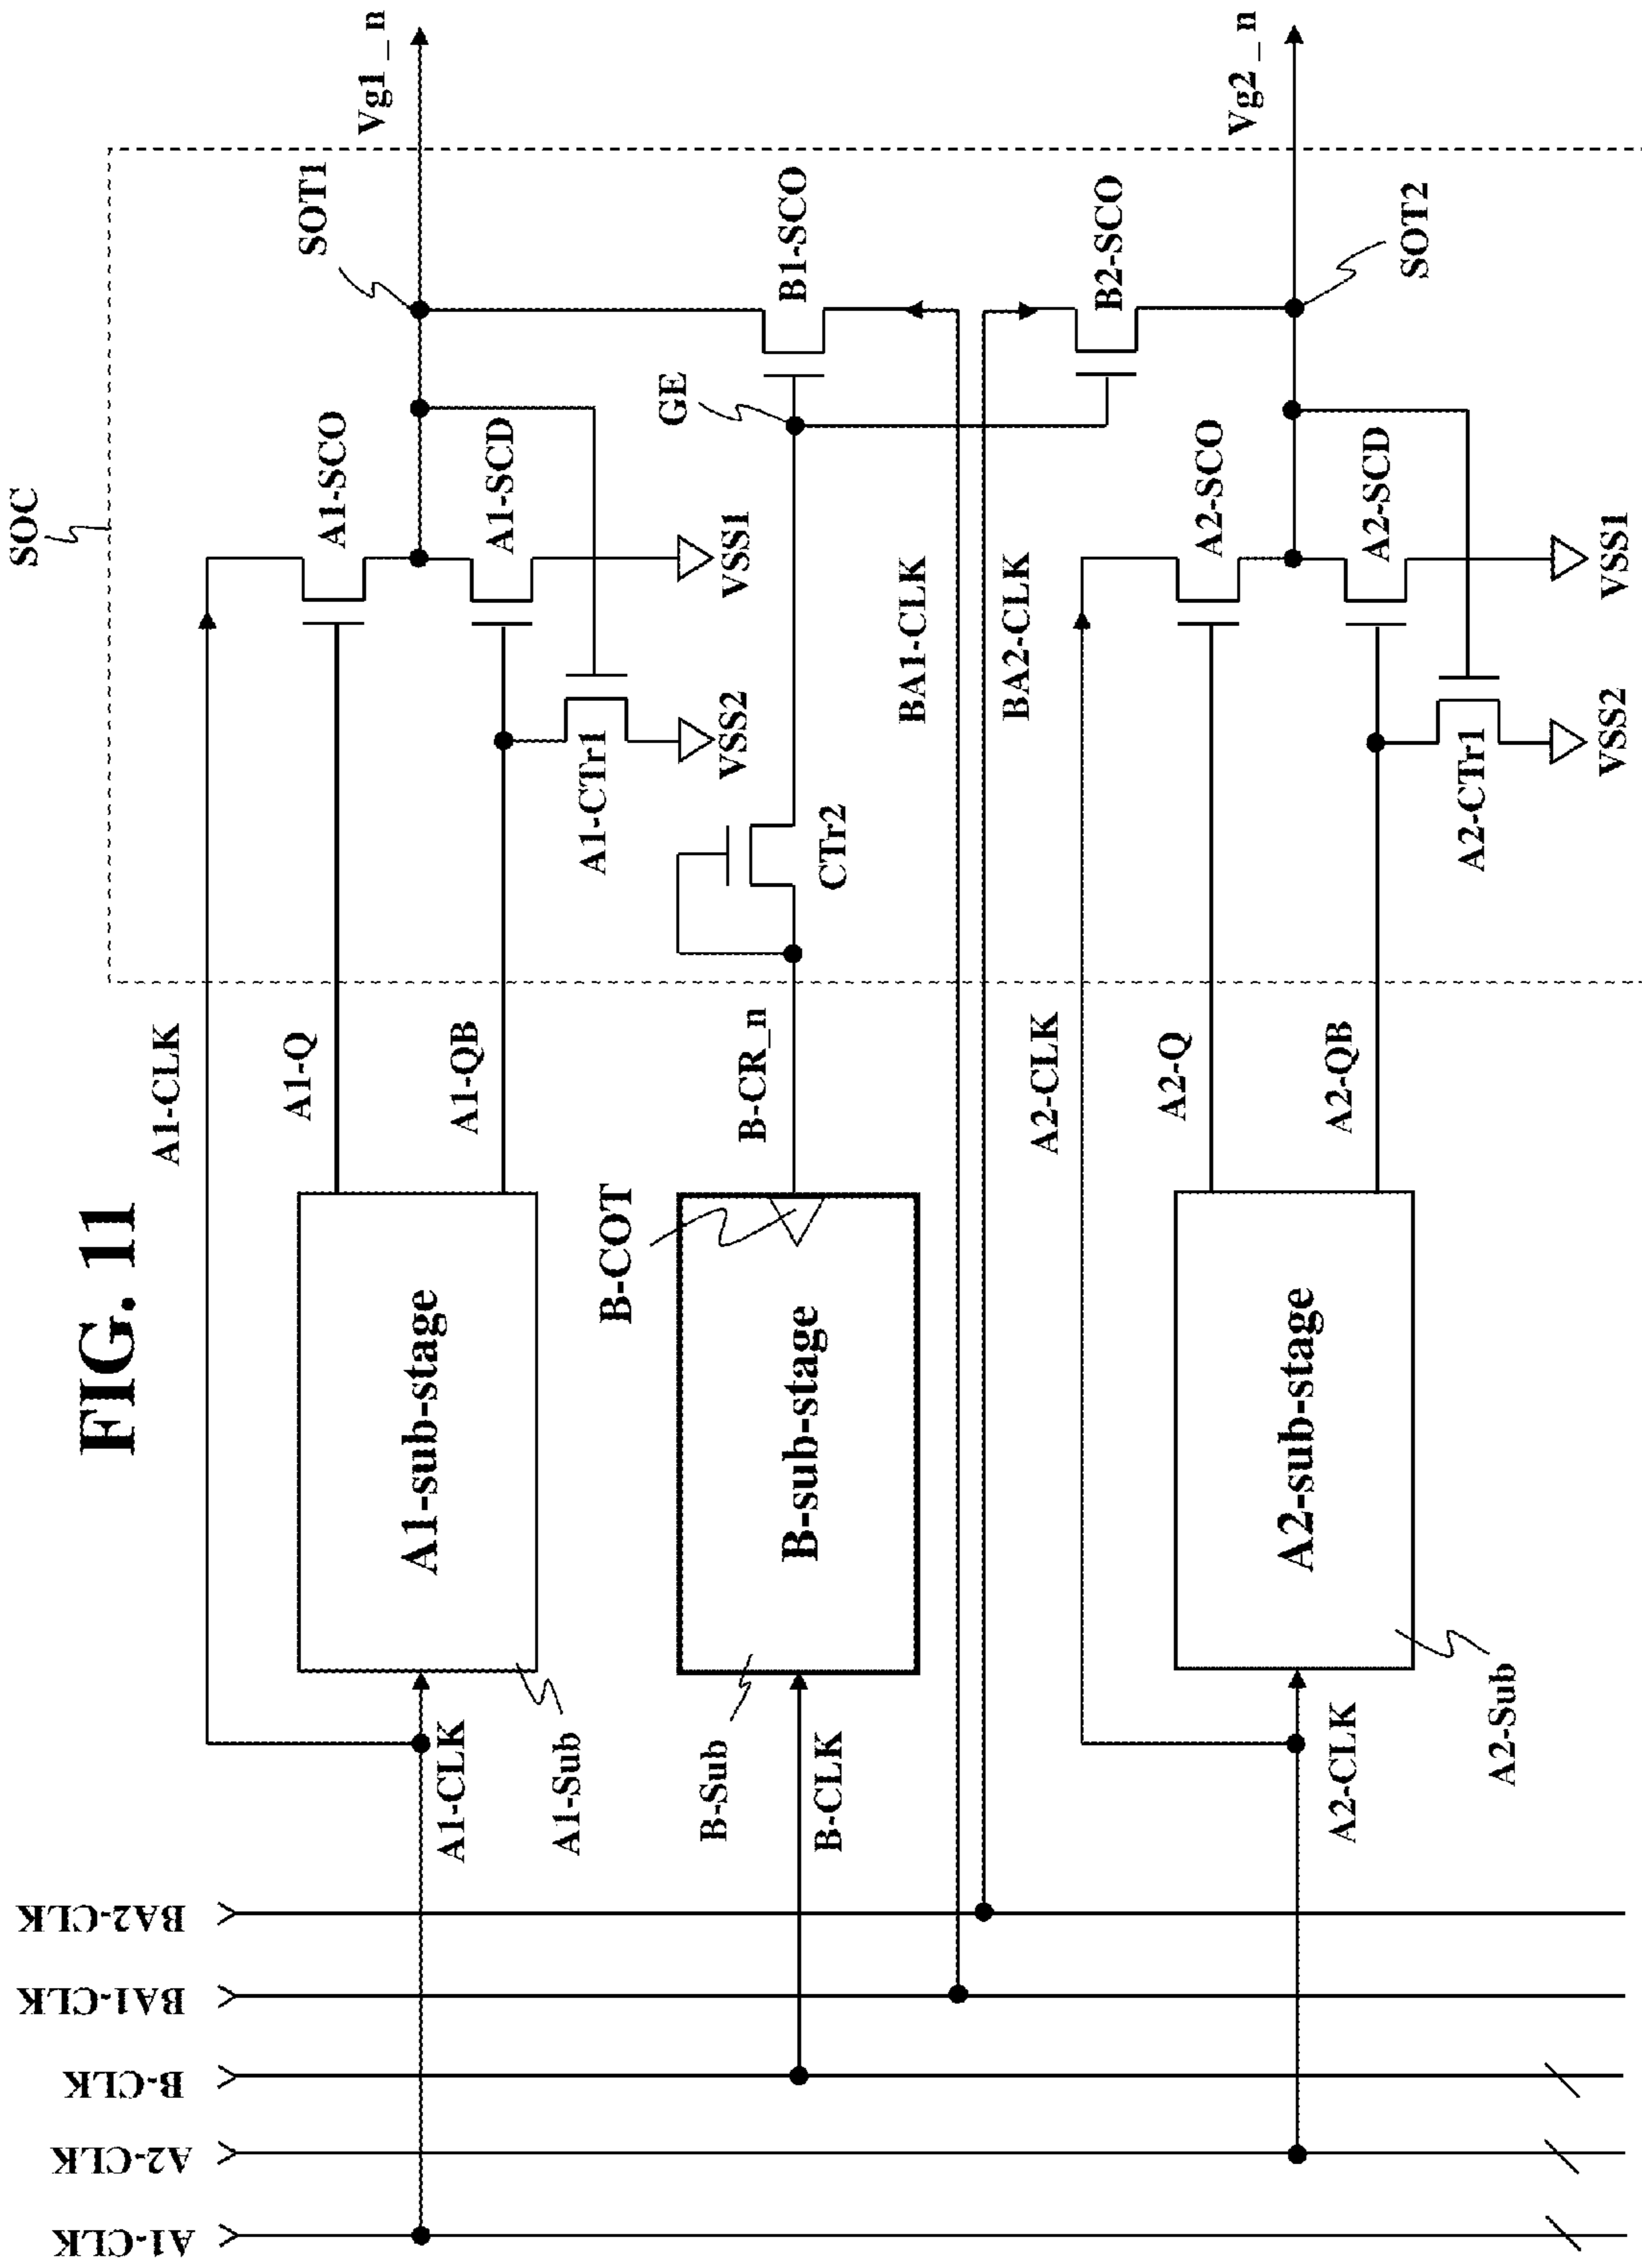 FIG. 11
SOC
A1-CLK
A1-Q
A1-QB
A1-SCO
A1-SCD
SOT1
Vg1_n
A1-sub-stage
A1-CLK
A1-Sub
A1-CTr1
VSS2
VSS1
B-COT
B-CR_n
CTr2
GE
B1-SCO
B-sub-stage
B-Sub
B-CLK
BA1-CLK
BA2-CLK
B2-SCO
A2-CLK
A2-Q
A2-QB
A2-SCO
A2-SCD
SOT2
Vg2_n
A2-sub-stage
A2-CLK
A2-Sub
A2-CTr1
VSS2
VSS1
A1-CLK
A2-CLK
B-CLK
BA1-CLK
BA2-CLK